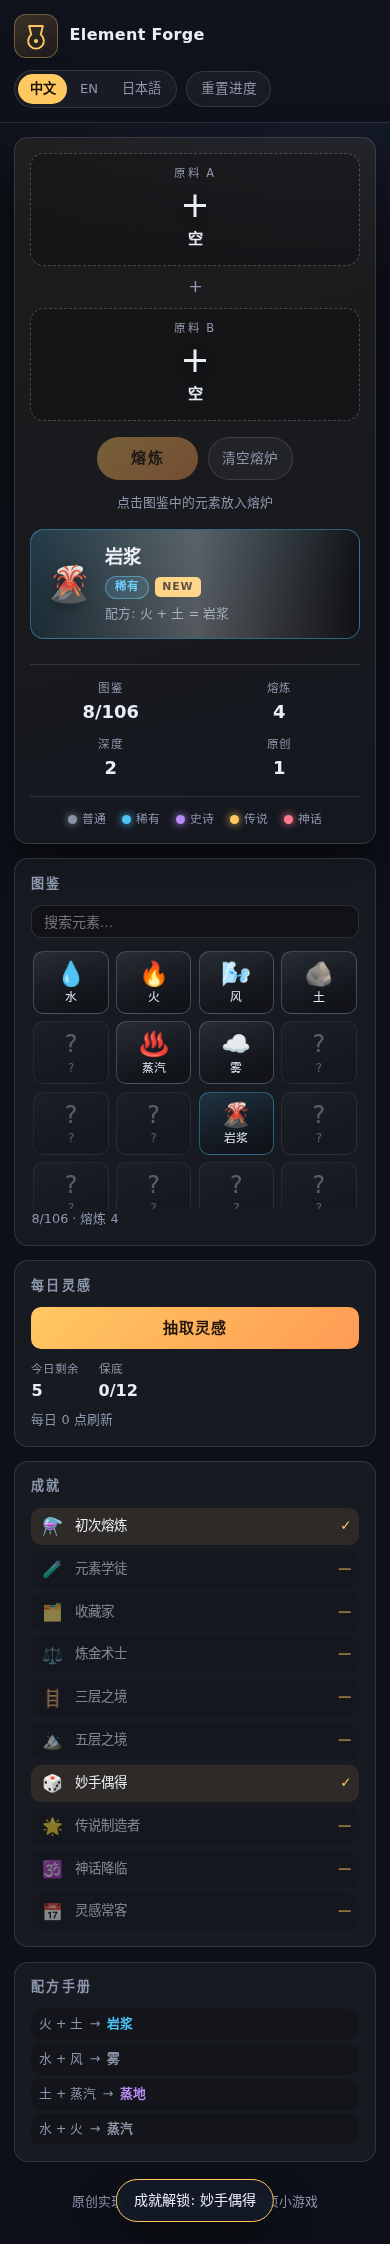 Element Forge
中文 EN 日本語 重置进度
原料 A
+
空
+
原料 B
+
空
熔炼 清空熔炉
点击图鉴中的元素放入熔炉
岩浆
稀有 NEW
配方: 火 + 土 = 岩浆
图鉴 熔炼
8/106 4
深度 原创
2 1
普通 稀有 史诗 传说 神话
图鉴
搜索元素...
水 火 风 土
? ?
? 蒸汽 雾 ?
? ? ?
? ? 岩浆 ?
? ? ? ?
? ? ? ?
8/106 · 熔炼 4
每日灵感
抽取灵感
今日剩余 保底
5 0/12
每日 0 点刷新
成就
初次熔炼 ✓
元素学徒 —
收藏家 —
炼金术士 —
三层之境 —
五层之境 —
妙手偶得 ✓
传说制造者 —
神话降临 —
灵感常客 —
配方手册
火 + 土 → 岩浆
水 + 风 → 雾
土 + 蒸汽 → 蒸地
水 + 火 → 蒸汽
原创实 成就解锁: 妙手偶得 小游戏